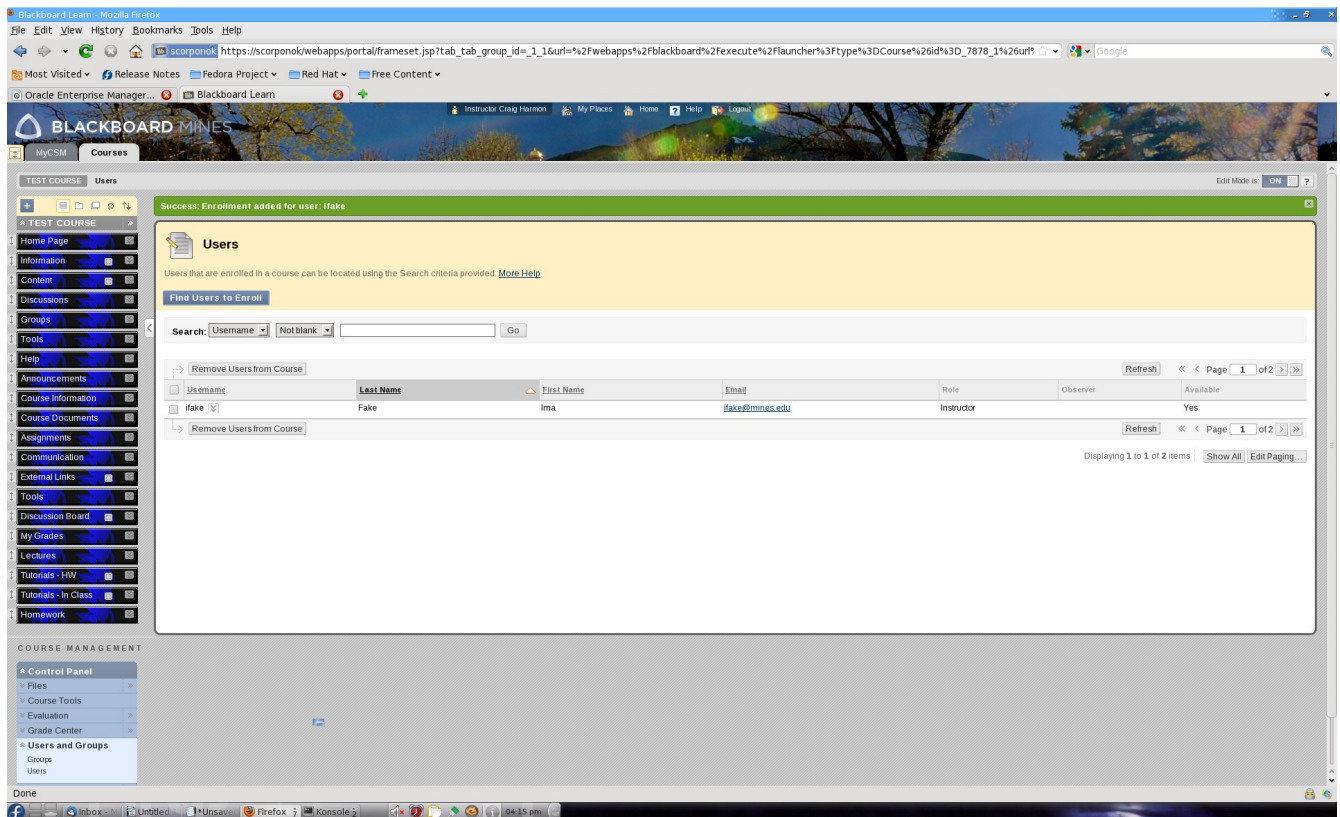 Blackboard Learn - Mozilla Firefox
File Edit View History Bookmarks Tools Help
scorponok https://scorponok/webapps/portal/frameset.jsp?tab_tab_group_id=_1_1&url=%2Fwebapps%2Fblackboard%2Fexecute%2Flauncher%3Ftype%3DCourse%26id%3D_7878_1%26url%
Google
Most Visited Release Notes Fedora Project Red Hat Free Content
Oracle Enterprise Manager... Blackboard Learn
Instructor Craig Harmon My Places Home Help Logout
BLACKBOARD MINES
MyCSM Courses
TEST COURSE Users
Edit Mode is: ON ?
Success: Enrollment added for user: ifake
TEST COURSE
Home Page
Information
Content
Discussions
Groups
Tools
Help
Announcements
Course Information
Course Documents
Assignments
Communication
External Links
Tools
Discussion Board
My Grades
Lectures
Tutorials - HW
Tutorials - In Class
Homework
Users
Users that are enrolled in a course can be located using the Search criteria provided. More Help
Find Users to Enroll
Search: Username Not blank Go
Remove Users from Course Refresh Page 1 of 2
Username Last Name First Name Email Role Observer Available
ifake Fake Ima ifake@mines.edu Instructor Yes
Remove Users from Course Refresh Page 1 of 2
Displaying 1 to 1 of 2 items Show All Edit Paging...
COURSE MANAGEMENT
Control Panel
Files
Course Tools
Evaluation
Grade Center
Users and Groups
Groups
Users
Done
Inbox - Untitled *Unsave Firefox Konsole 04:15 pm